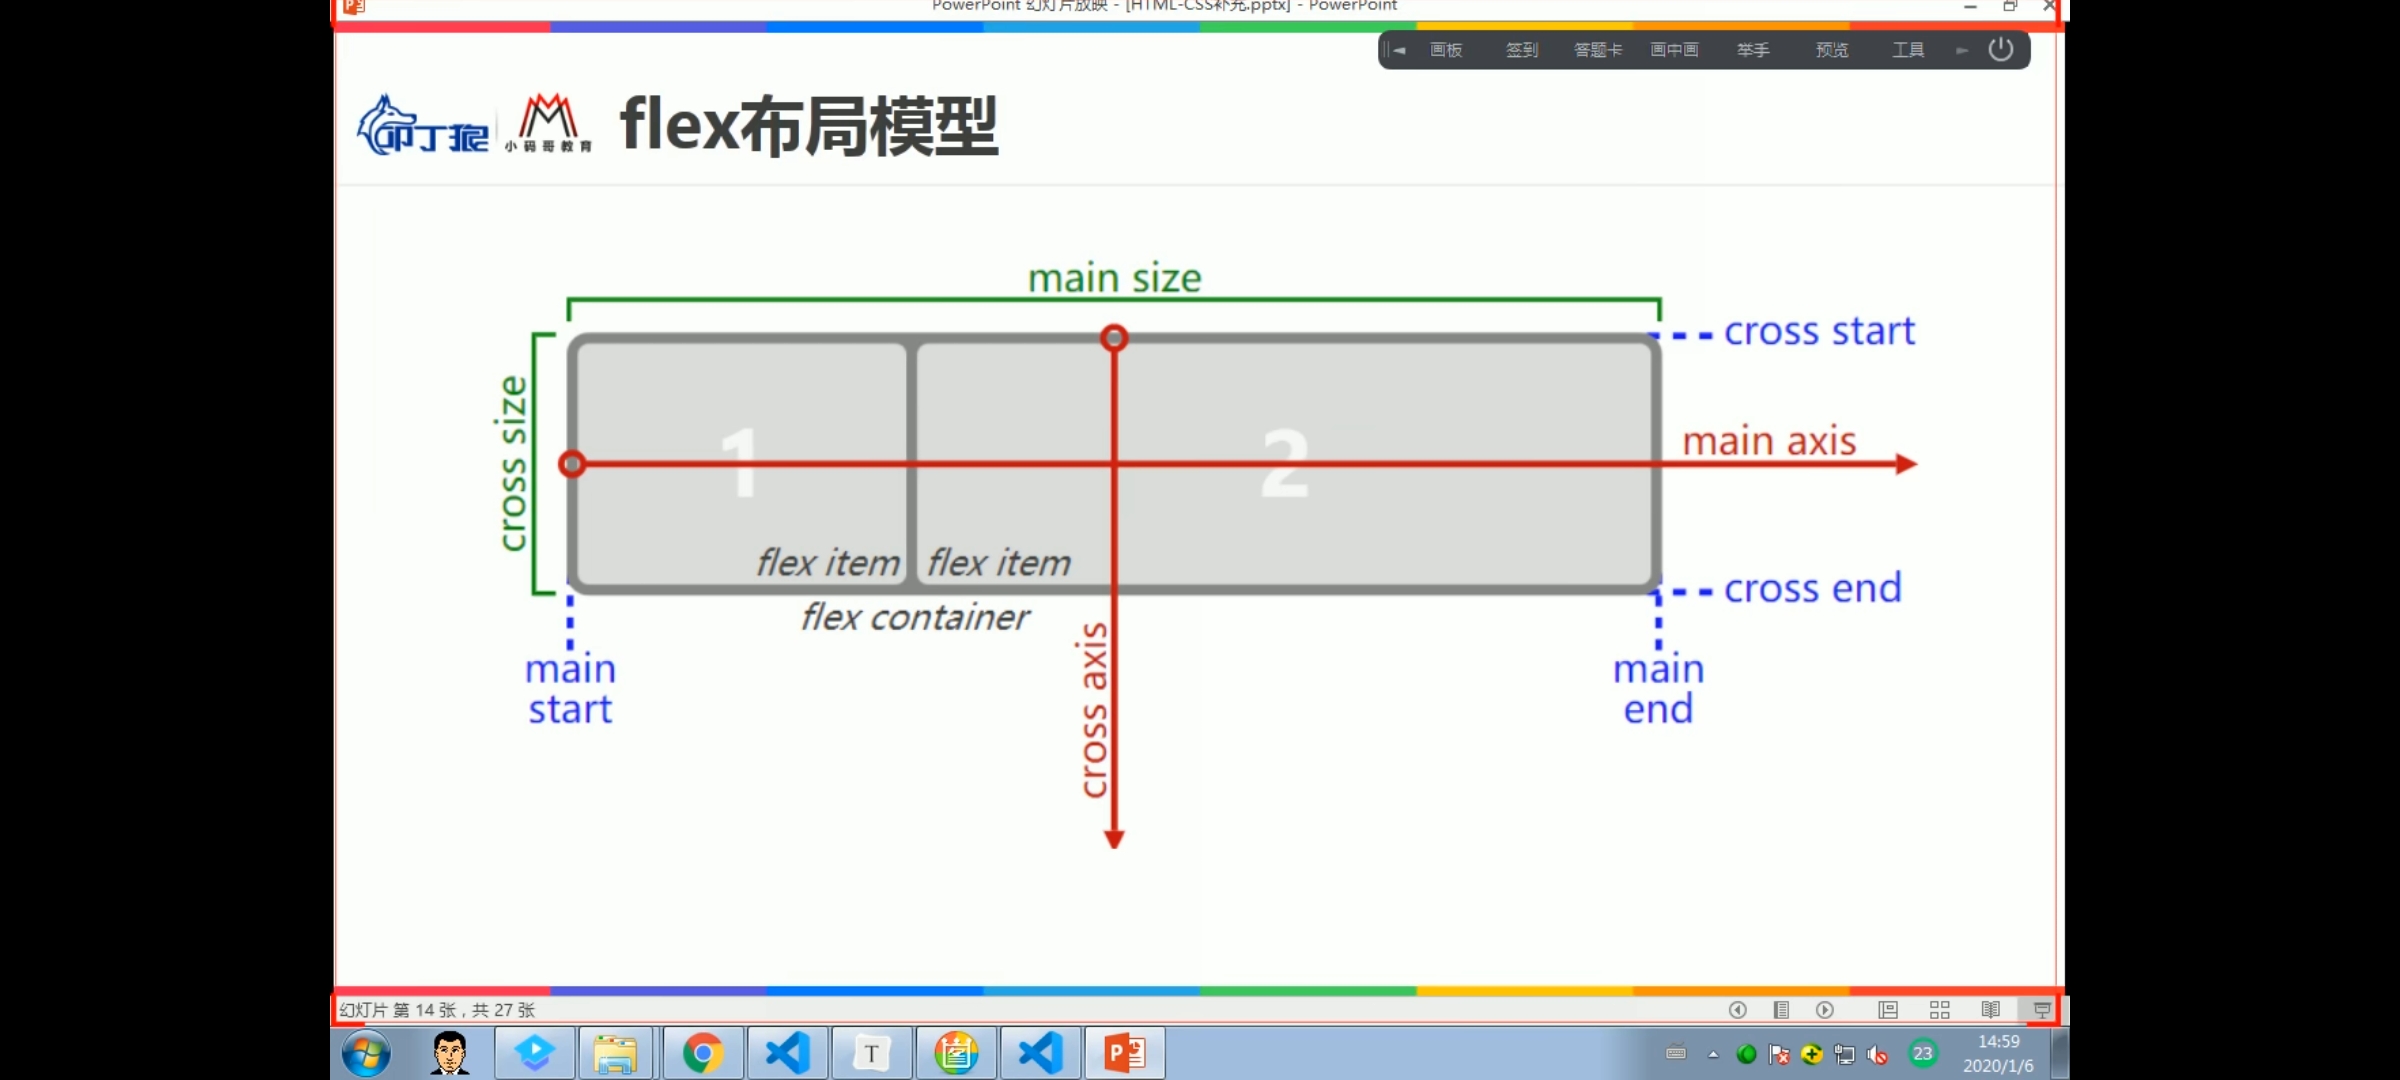 PowerPoint 幻灯片放映 - [HTML-CSS补充.pptx] - PowerPoint
画板 签到 答题卡 画中画 举手 预览 工具
叩丁狼 小码哥教育 flex布局模型
main size
cross start
cross size
1
2
main axis
flex item
flex item
cross end
flex container
main
start
cross axis
main
end
幻灯片 第 14 张，共 27 张
T
23
14:59
2020/1/6